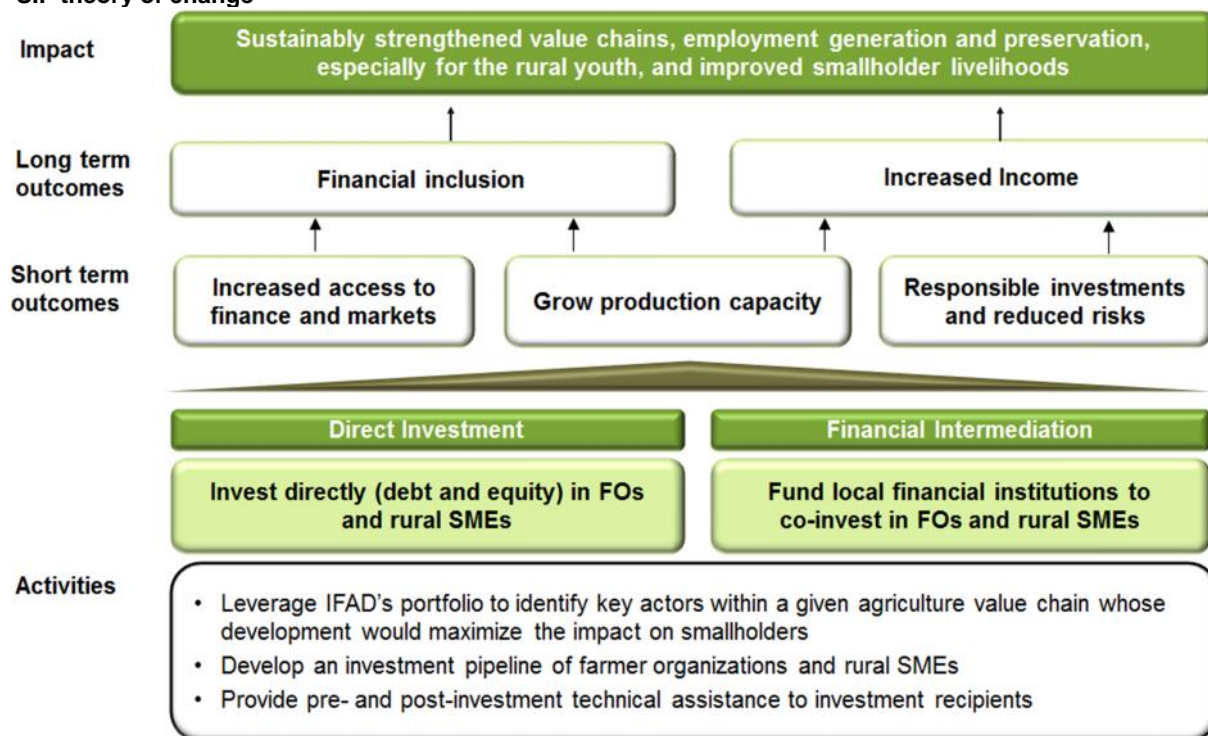 theory of change
Impact
Sustainably strengthened value chains, employment generation and preservation,
especially for the rural youth, and improved smallholder livelihoods
Long term
outcomes
Financial inclusion
Increased Income
Short term
outcomes
Increased access to
finance and markets
Grow production capacity
Responsible investments
and reduced risks
Direct Investment
Financial Intermediation
Invest directly (debt and equity) in FOs
and rural SMEs
Fund local financial institutions to
co-invest in FOs and rural SMEs
Activities
• Leverage IFAD's portfolio to identify key actors within a given agriculture value chain whose
development would maximize the impact on smallholders
• Develop an investment pipeline of farmer organizations and rural SMEs
• Provide pre- and post-investment technical assistance to investment recipients